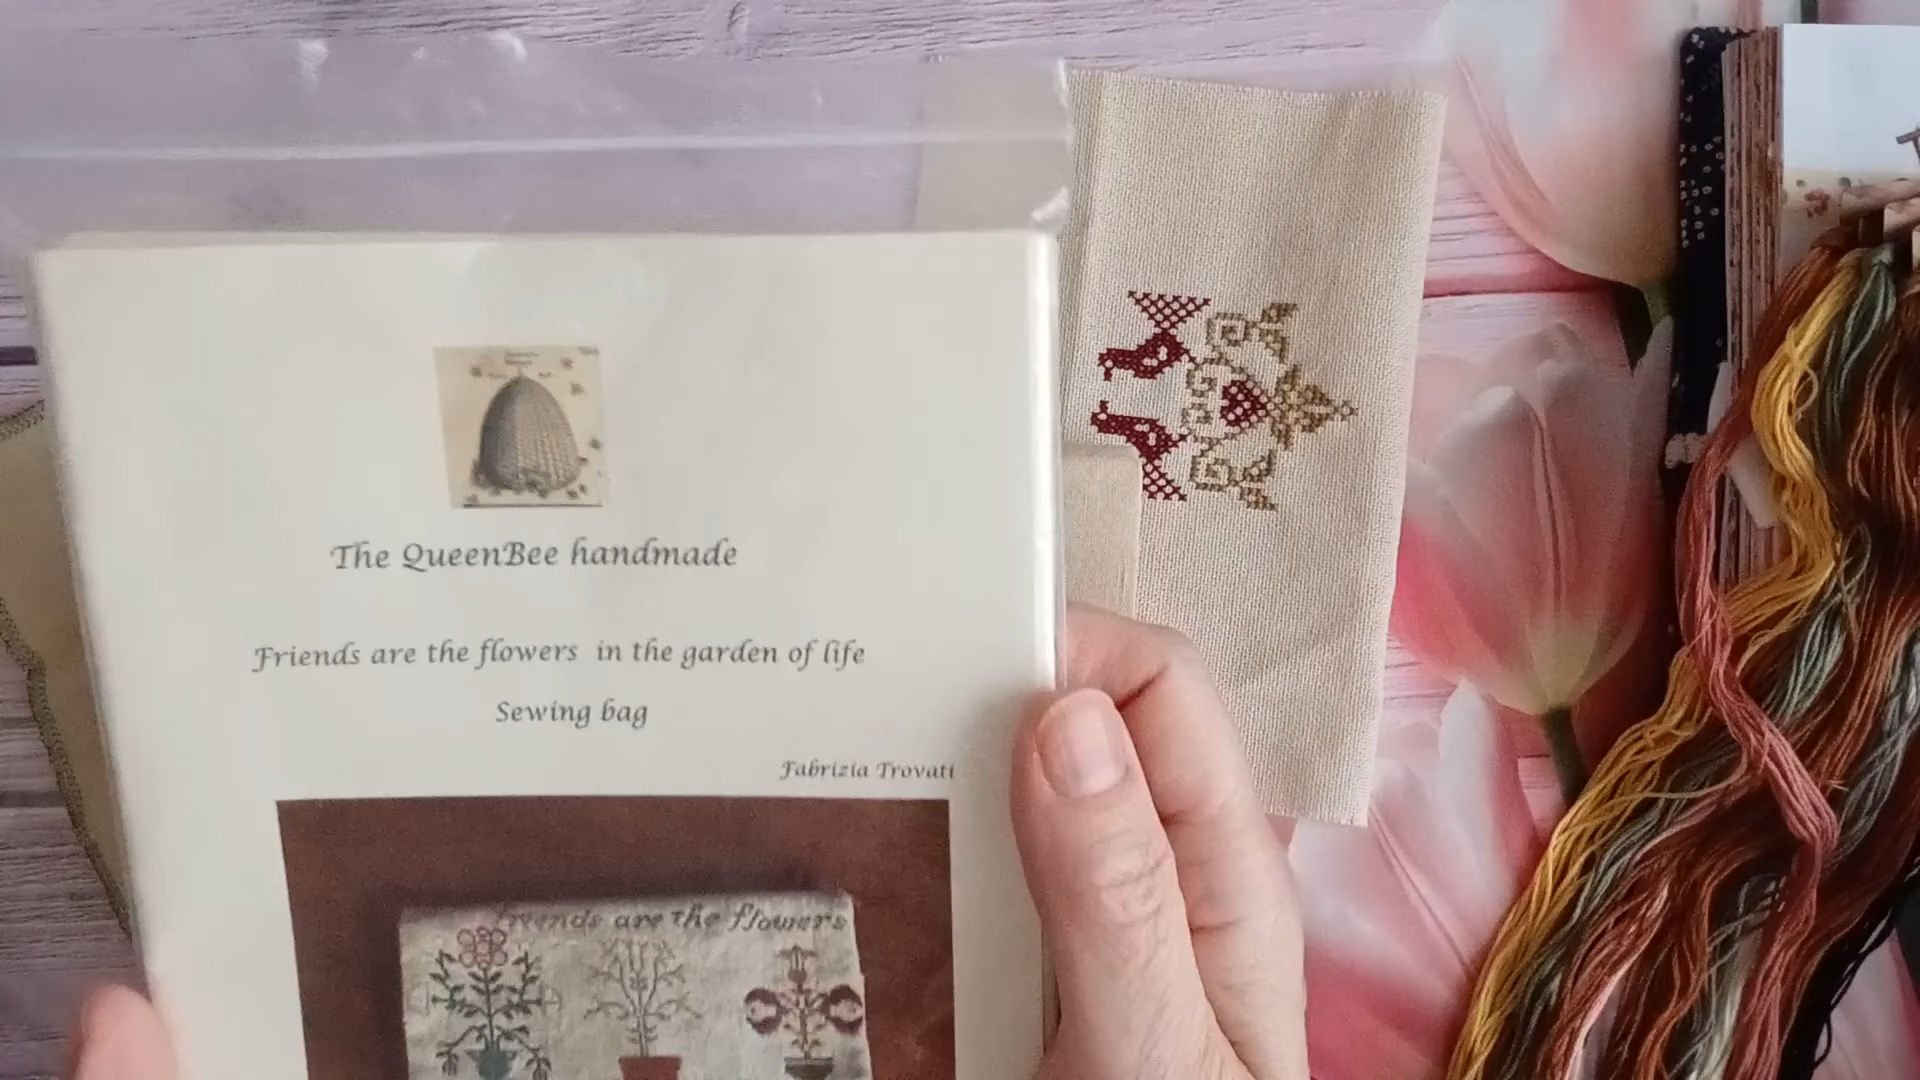 The QueenBee handmade
Friends are the flowers in the garden of life
Sewing bag
Fabrizia Trovati
Friends are the flowers